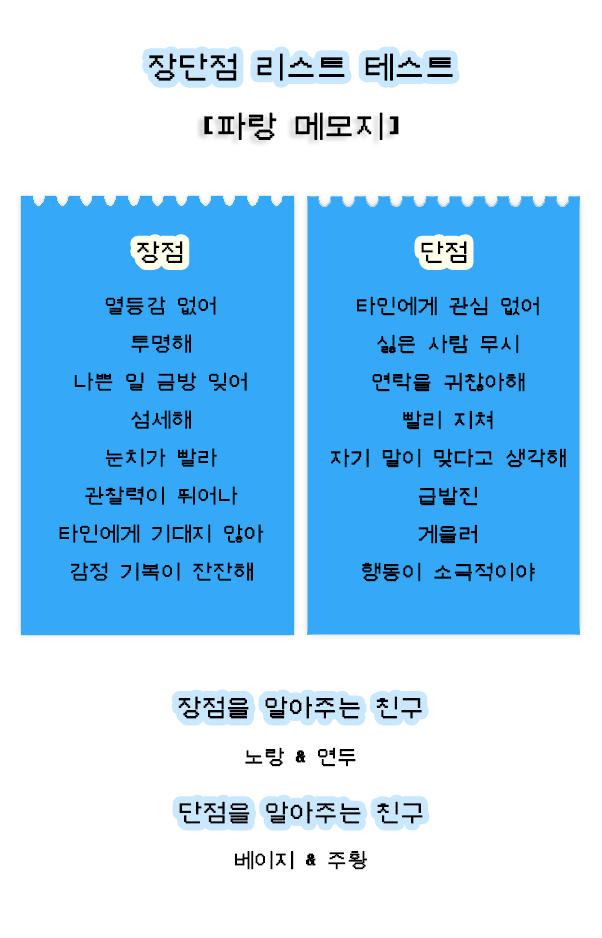 장단점 리스트 테스트
[파랑 메모지]
장점
열등감 없어
투명해
나쁜 일 금방 잊어
섬세해
눈치가 빨라
관찰력이 뛰어나
타인에게 기대지 않아
감정 기복이 잔잔해
단점
타인에게 관심 없어
싫은 사람 무시
연락을 귀찮아해
빨리 지쳐
자기 말이 맞다고 생각해
급발진
게을러
행동이 소극적이야
장점을 알아주는 친구
노랑 & 연두
단점을 알아주는 친구
베이지 & 주황